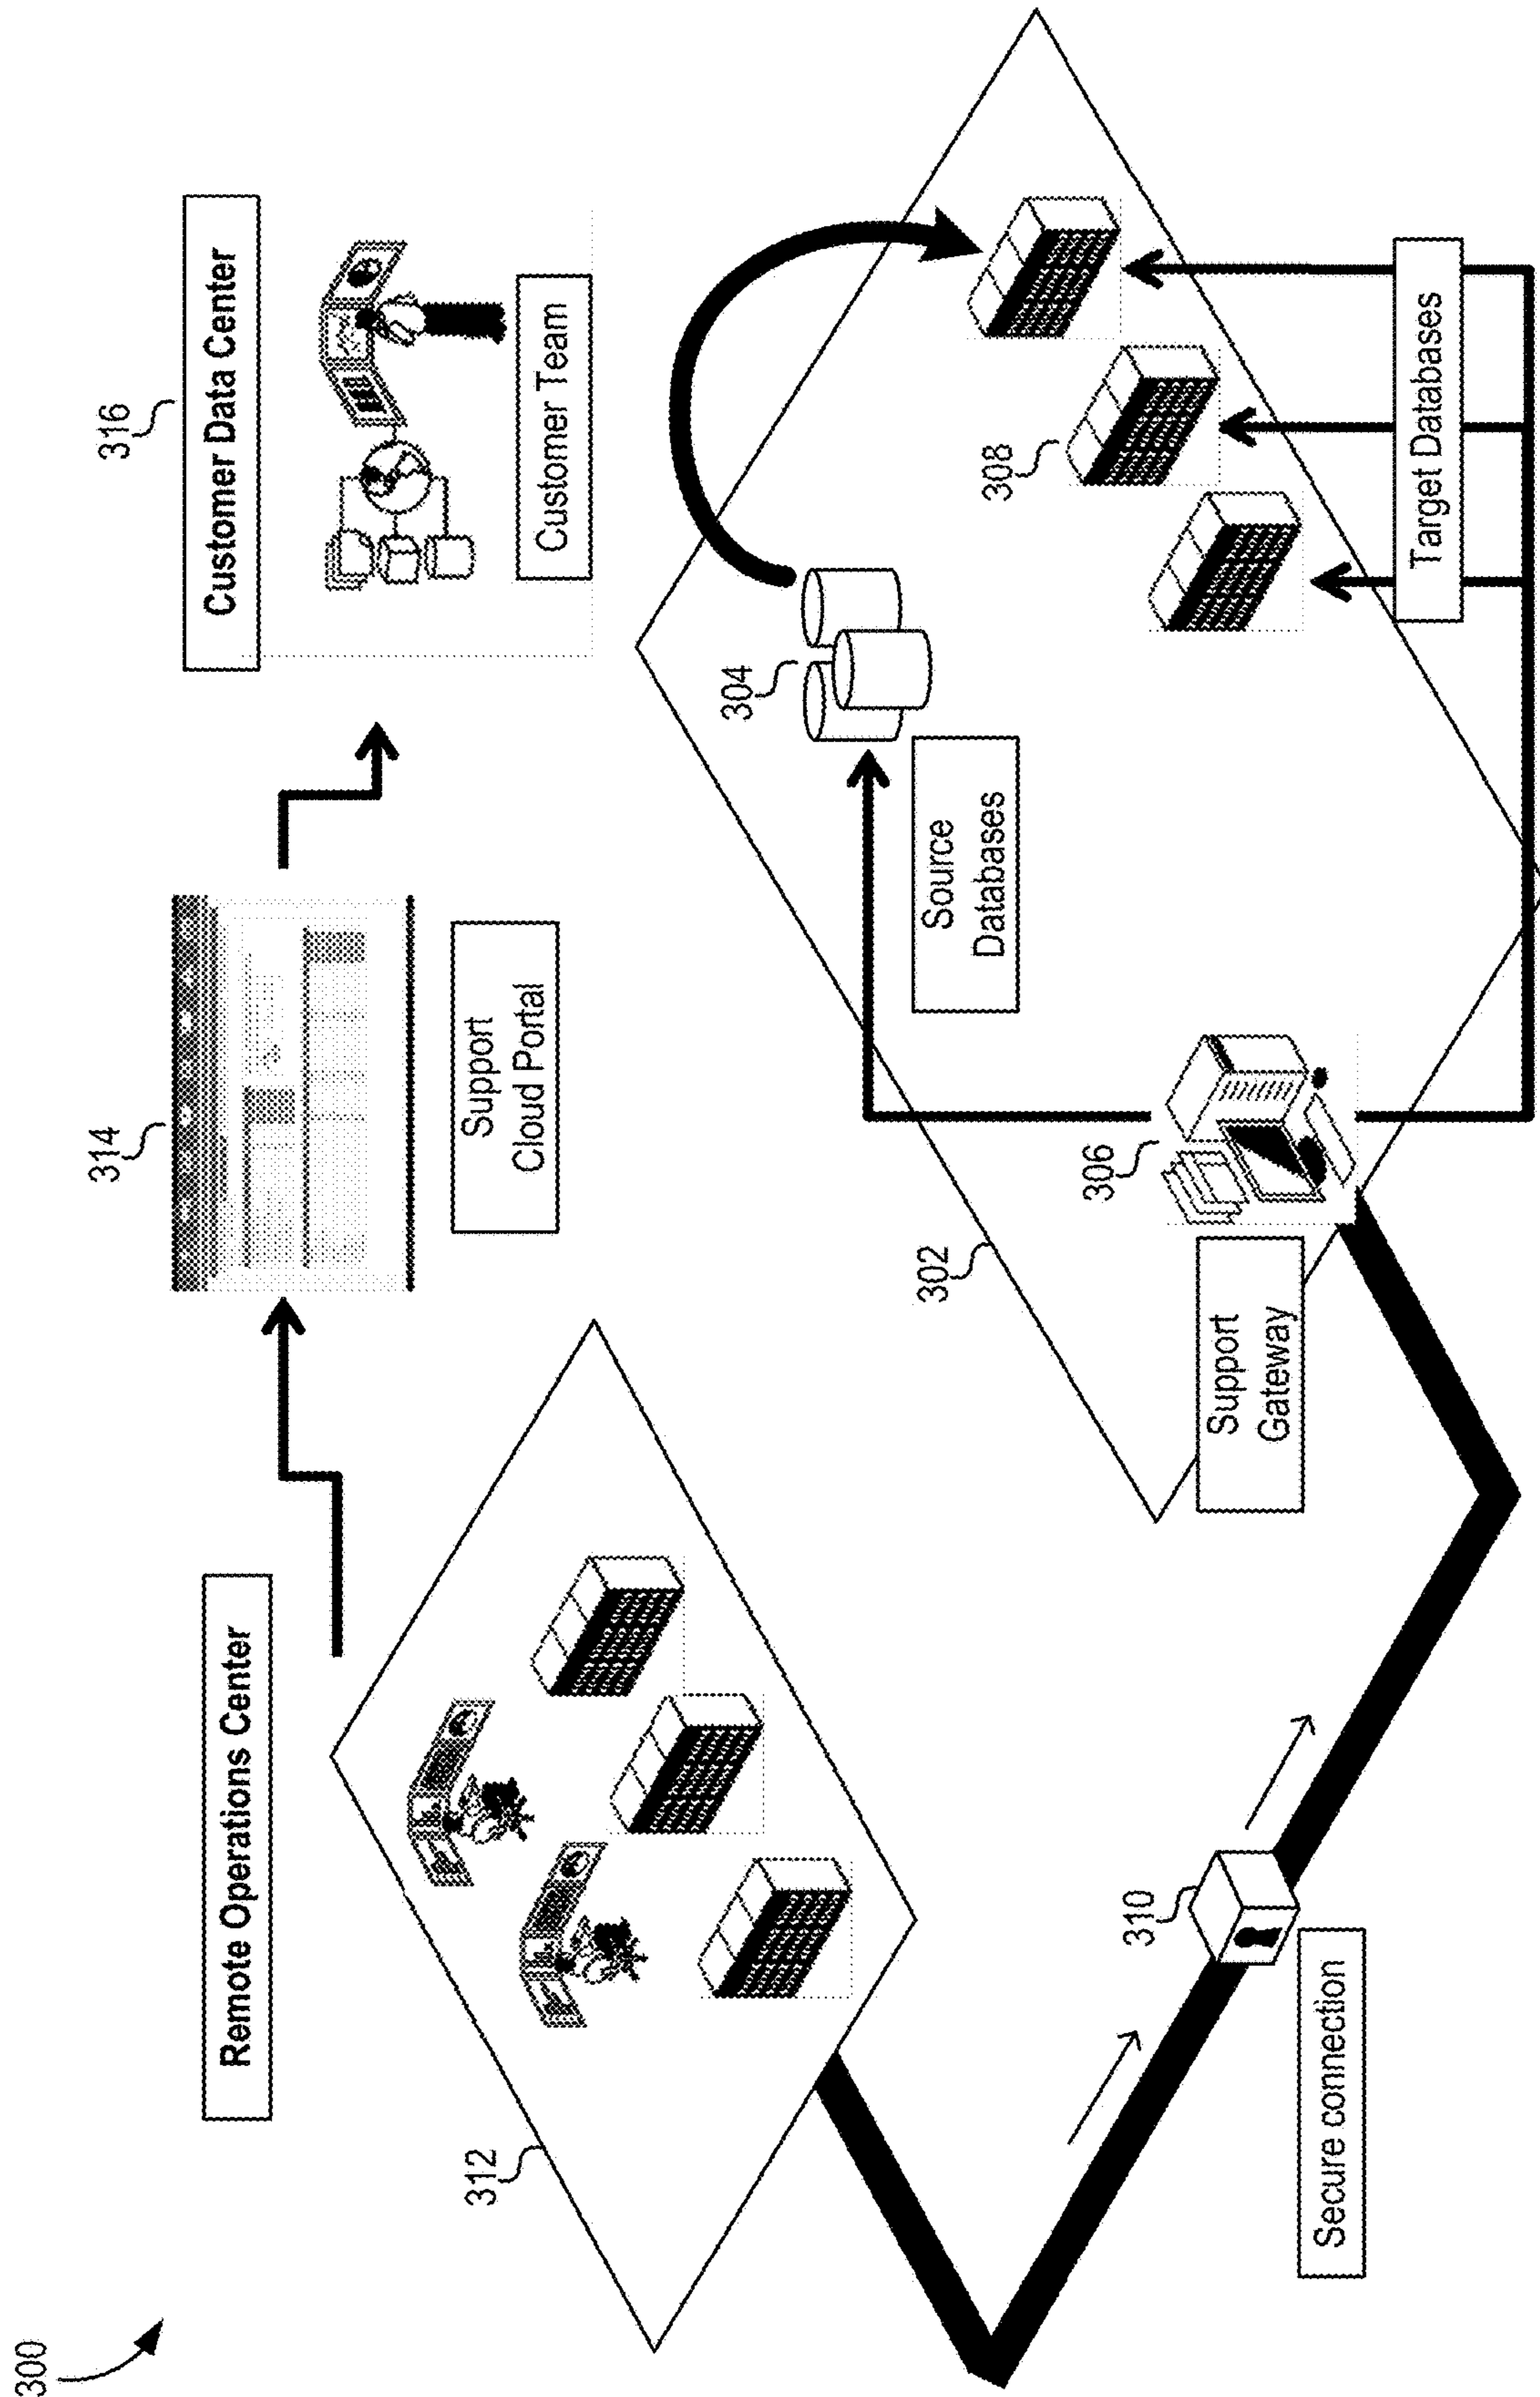 300
Remote Operations Center
314
316
Customer Data Center
Support
Cloud Portal
Customer Team
312
304
Source
Databases
302
308
306
Support
Gateway
310
Secure connection
Target Databases